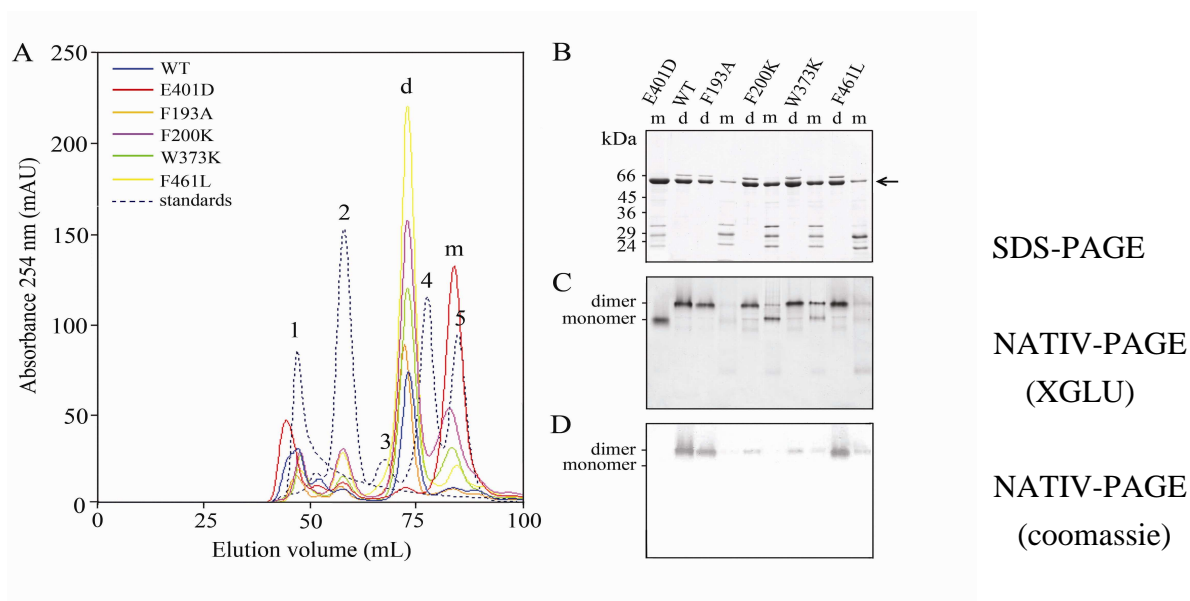 A
250
200
150
100
50
0
Absorbance 254 nm (mAU)
WT
E401D
F193A
F200K
W373K
F461L
standards
1
2
3
d
4
m
5
0 25 50 75 100
Elution volume (mL)
B
E401D WT F193A F200K W373K F461L
m d d m d m d m d m
kDa
66
45
36
29
24
SDS-PAGE
C
dimer
monomer
NATIV-PAGE
(XGLU)
D
dimer
monomer
NATIV-PAGE
(coomassie)